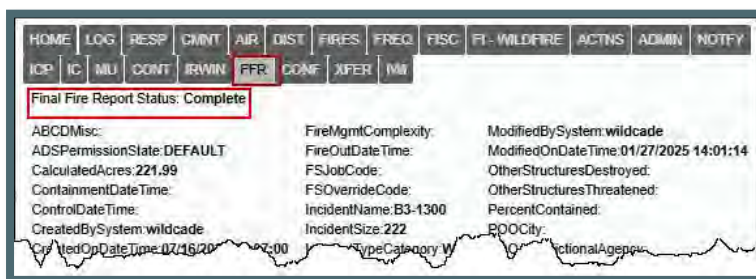 HOME LOG RESP CMNT AIR DIST FIRES FREQ FISC FI - WILDFIRE ACTNS ADMIN NOTFY
ICP IC MU CONT IRWIN FFR CONF XFER IWI
Final Fire Report Status: Complete
ABCDMisc: FireMgmtComplexity: ModifiedBySystem:wildcade
ADSPermissionState:DEFAULT FireOutDateTime: ModifiedOnDateTime:01/27/2025 14:01:14
CalculatedAcres:221.99 FSJobCode: OtherStructuresDestroyed:
ContainmentDateTime: FSOverrideCode: OtherStructuresThreatened:
ControlDateTime: IncidentName:B3-1300 PercentContained:
CreatedBySystem:wildcade IncidentSize:222 POOCity: